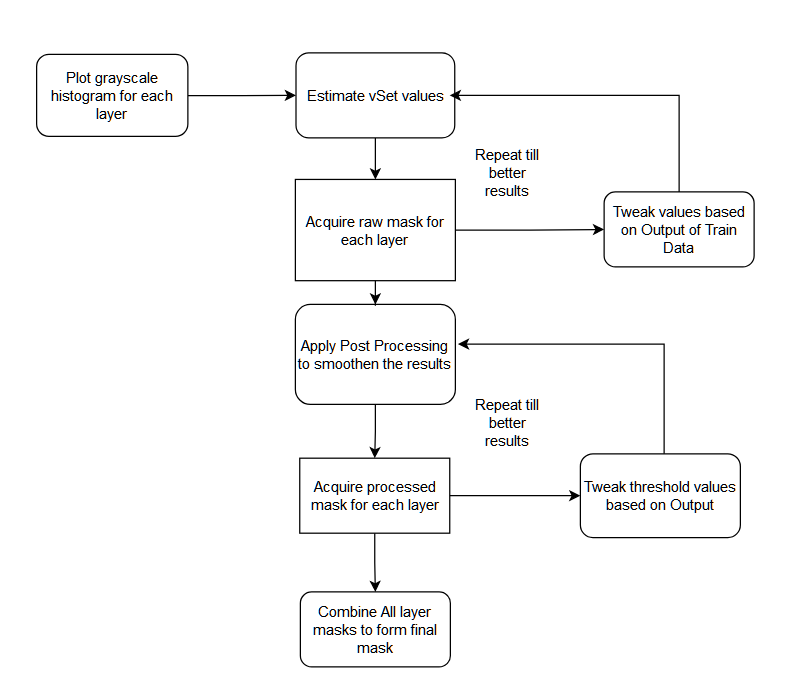 Plot grayscale
histogram for each
layer
Estimate vSet values
Repeat till
better
results
Acquire raw mask for
each layer
Tweak values based
on Output of Train
Data
Apply Post Processing
to smoothen the results
Repeat till
better
results
Acquire processed
mask for each layer
Tweak threshold values
based on Output
Combine All layer
masks to form final
mask